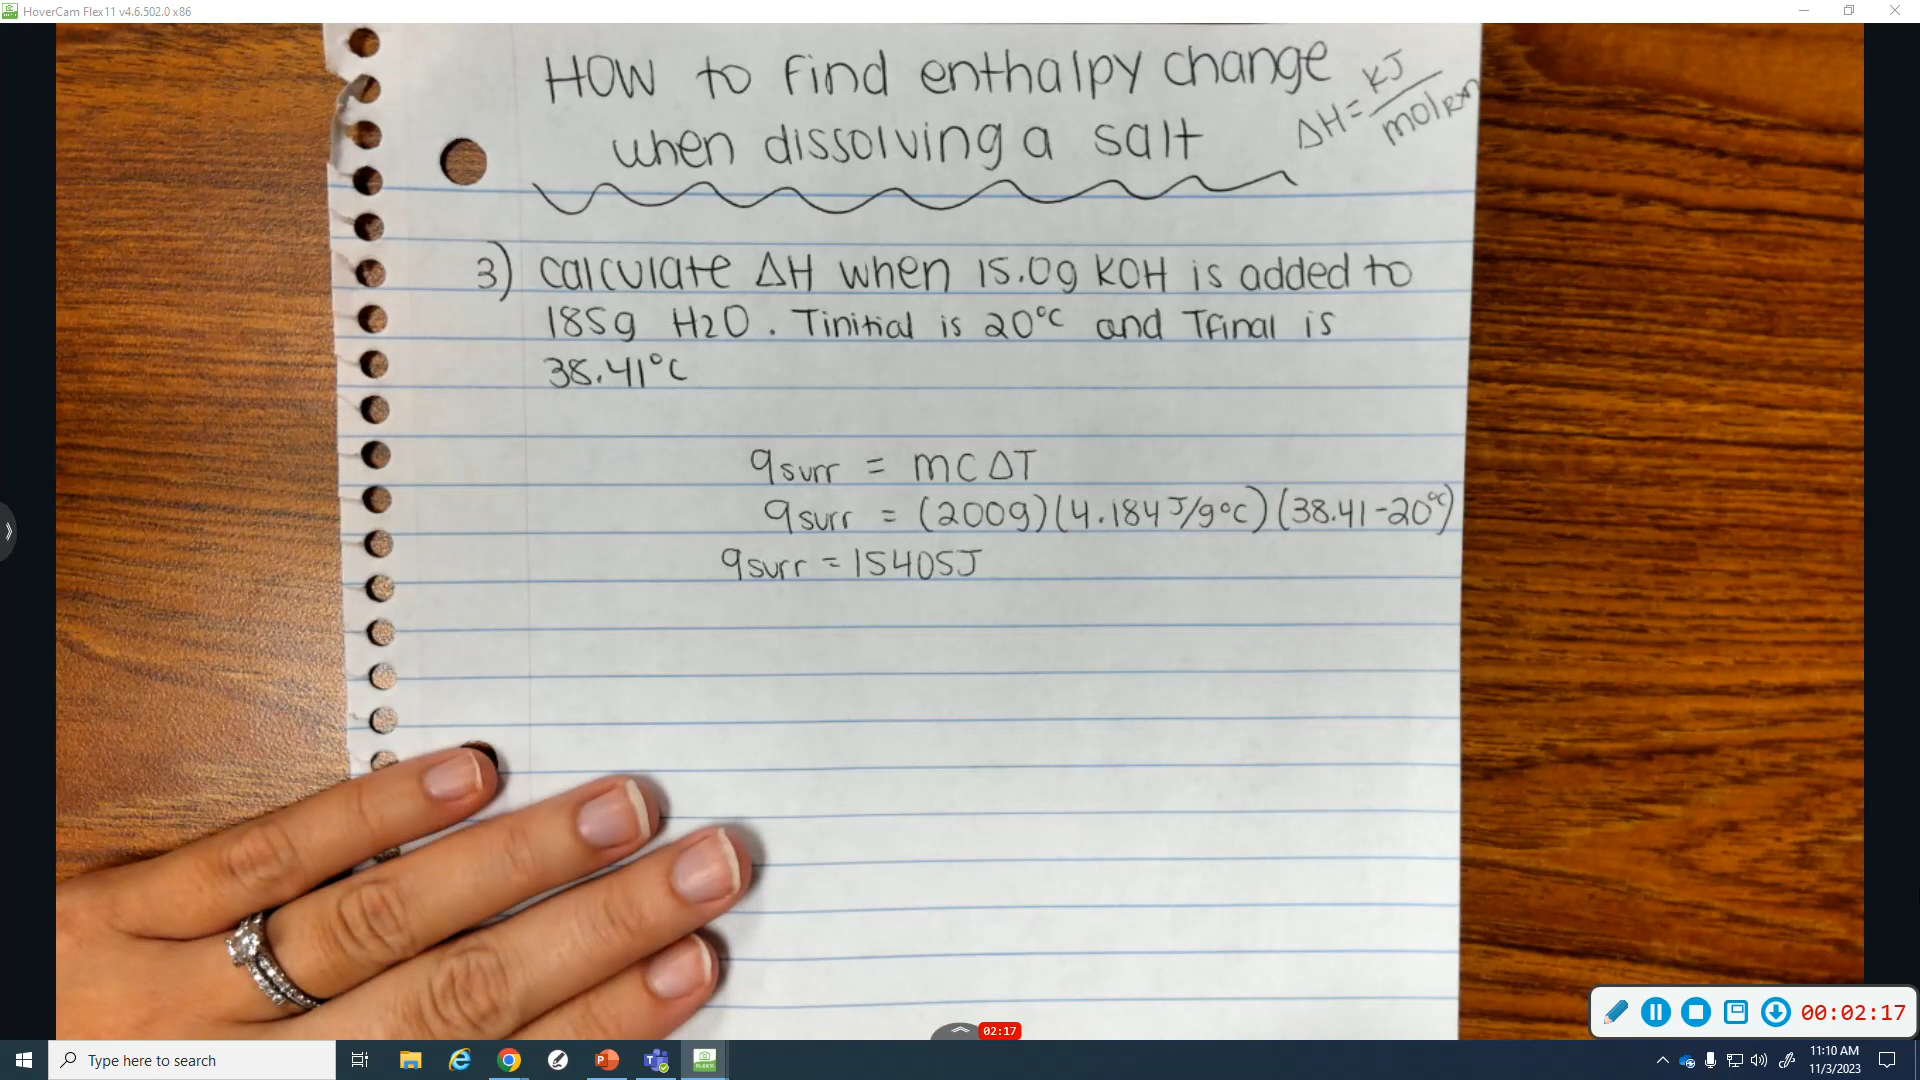 HoverCam Flex11 v4.6.502.0 x86
How to find enthalpy change
when dissolving a salt
ΔH = kJ/mol rxn
3) Calculate ΔH when 15.0g KOH is added to
185g H2O. Tinitial is 20°C and Tfinal is
38.41°C
qsurr = mCΔT
qsurr = (200g)(4.184 J/g°C)(38.41-20°C)
qsurr = 15405J
02:17
00:02:17
Type here to search
11:10 AM
11/3/2023